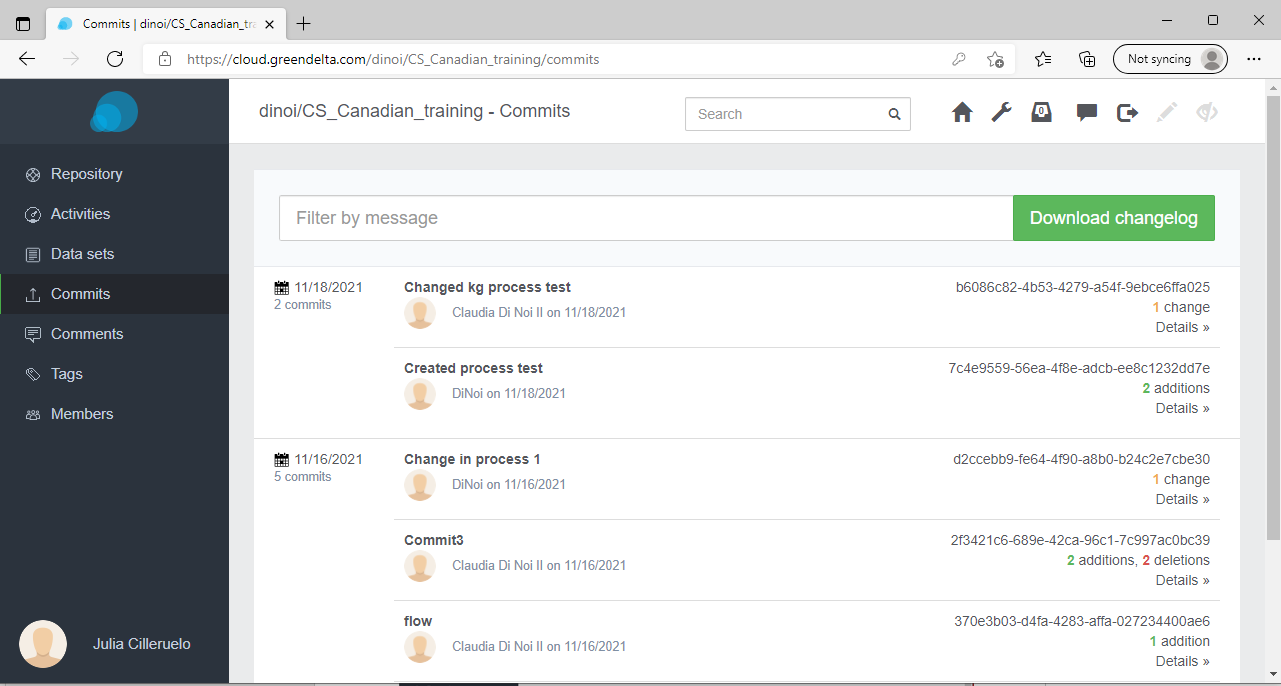 Commits | dinoi/CS_Canadian_tra
https://cloud.greendelta.com/dinoi/CS_Canadian_training/commits
Not syncing
dinoi/CS_Canadian_training - Commits
Search
0
Repository
Activities
Data sets
Commits
Comments
Tags
Members
Julia Cilleruelo
Filter by message
Download changelog
11/18/2021
2 commits
Changed kg process test
Claudia Di Noi II on 11/18/2021
b6086c82-4b53-4279-a54f-9ebce6ffa025
1 change
Details »
Created process test
DiNoi on 11/18/2021
7c4e9559-56ea-4f8e-adcb-ee8c1232dd7e
2 additions
Details »
11/16/2021
5 commits
Change in process 1
DiNoi on 11/16/2021
d2ccebb9-fe64-4f90-a8b0-b24c2e7cbe30
1 change
Details »
Commit3
Claudia Di Noi II on 11/16/2021
2f3421c6-689e-42ca-96c1-7c997ac0bc39
2 additions, 2 deletions
Details »
flow
Claudia Di Noi II on 11/16/2021
370e3b03-d4fa-4283-affa-027234400ae6
1 addition
Details »